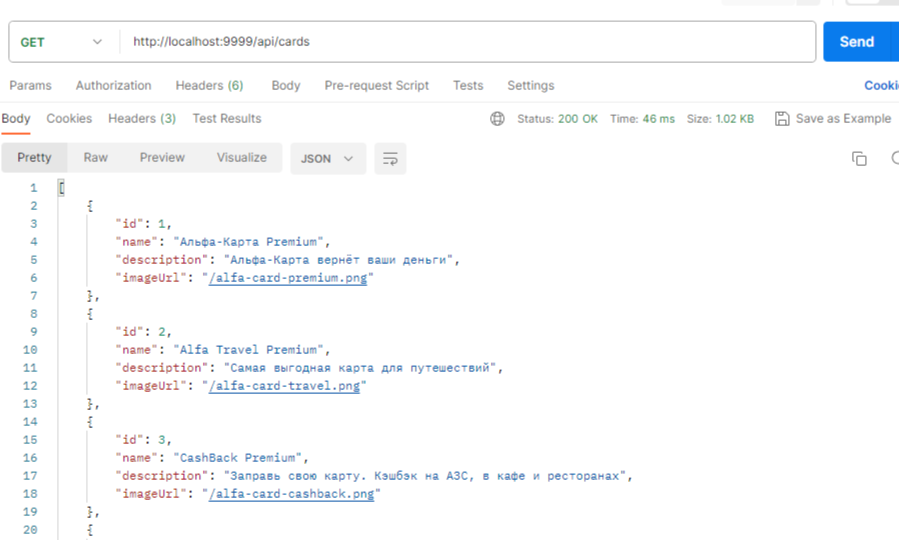 GET http://localhost:9999/api/cards Send
Params Authorization Headers (6) Body Pre-request Script Tests Settings
Body Cookies Headers (3) Test Results Status: 200 OK Time: 46 ms Size: 1.02 KB Save as Example
Pretty Raw Preview Visualize JSON
1 [
2 {
3 "id": 1,
4 "name": "Альфа-Карта Premium",
5 "description": "Альфа-Карта вернёт ваши деньги",
6 "imageUrl": "/alfa-card-premium.png"
7 },
8 {
9 "id": 2,
10 "name": "Alfa Travel Premium",
11 "description": "Самая выгодная карта для путешествий",
12 "imageUrl": "/alfa-card-travel.png"
13 },
14 {
15 "id": 3,
16 "name": "CashBack Premium",
17 "description": "Заправь свою карту. Кэшбэк на АЗС, в кафе и ресторанах",
18 "imageUrl": "/alfa-card-cashback.png"
19 },
20 {